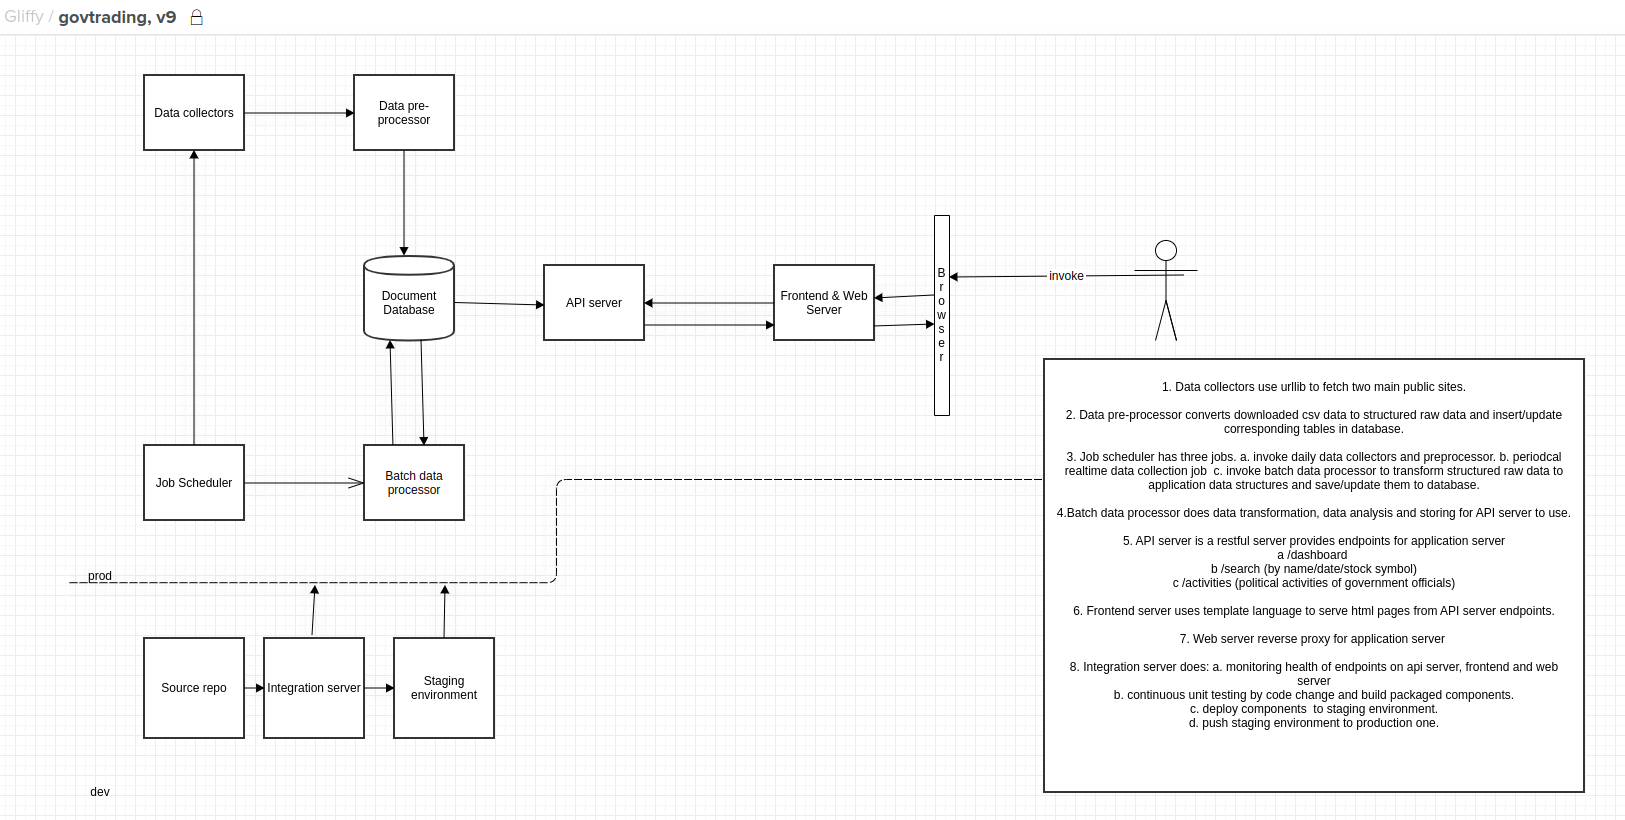 Gliffy / govtrading, v9
Data collectors
Data pre-
processor
Document
Database
API server
Frontend & Web
Server
Browser
invoke
Job Scheduler
Batch data
processor
prod
Source repo
Integration server
Staging
environment
dev
1. Data collectors use urllib to fetch two main public sites.
2. Data pre-processor converts downloaded csv data to structured raw data and insert/update
corresponding tables in database.
3. Job scheduler has three jobs. a. invoke daily data collectors and preprocessor. b. periodcal
realtime data collection job  c. invoke batch data processor to transform structured raw data to
application data structures and save/update them to database.
4.Batch data processor does data transformation, data analysis and storing for API server to use.
5. API server is a restful server provides endpoints for application server
a /dashboard
b /search (by name/date/stock symbol)
c /activities (political activities of government officials)
6. Frontend server uses template language to serve html pages from API server endpoints.
7. Web server reverse proxy for application server
8. Integration server does: a. monitoring health of endpoints on api server, frontend and web
server
b. continuous unit testing by code change and build packaged components.
c. deploy components  to staging environment.
d. push staging environment to production one.